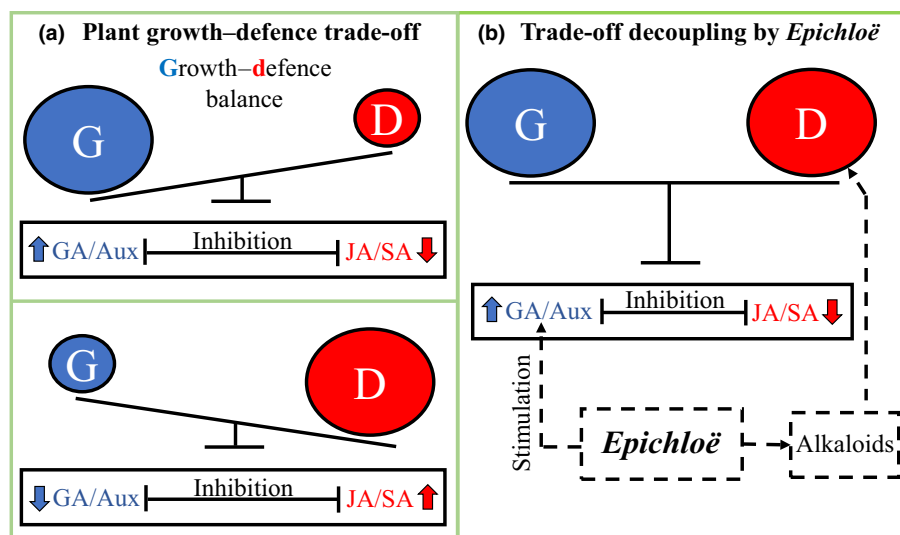 (a) Plant growth–defence trade-off
Growth–defence
balance
G
D
GA/Aux
Inhibition
JA/SA
G
D
GA/Aux
Inhibition
JA/SA
(b) Trade-off decoupling by Epichloë
G
D
GA/Aux
Inhibition
JA/SA
Stimulation
Epichloë
Alkaloids